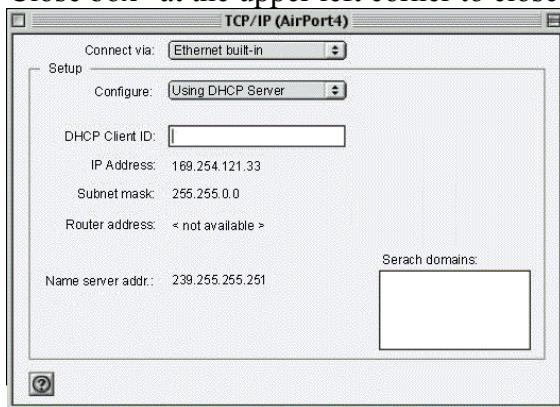 Close box" at the upper left corner to close
TCP/IP (AirPort4)
Connect via: Ethernet built-in
Setup
Configure: Using DHCP Server
DHCP Client ID:
IP Address: 169.254.121.33
Subnet mask: 255.255.0.0
Router address: < not available >
Serach domains:
Name server addr.: 239.255.255.251
?